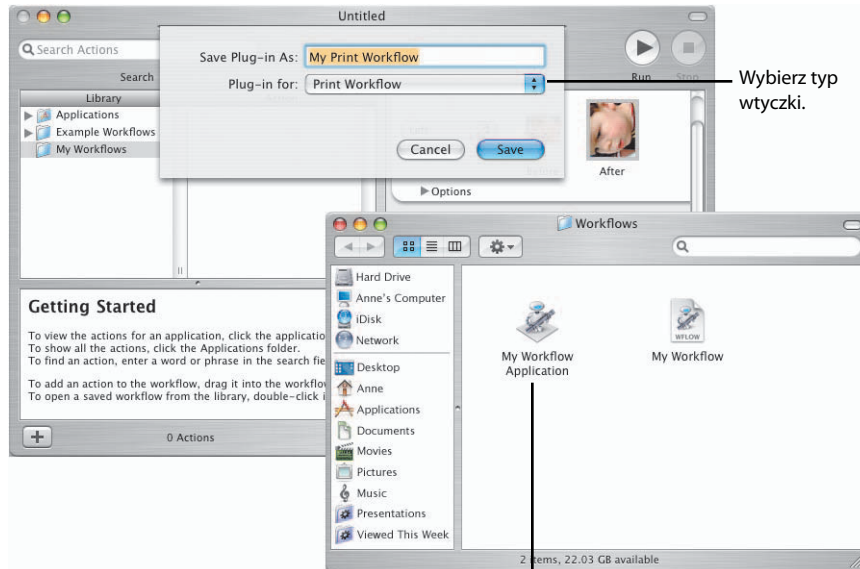 Untitled
Search Actions
Save Plug-in As: My Print Workflow
Plug-in for: Print Workflow
Cancel Save
Search
Run Stop
Wybierz typ
wtyczki.
Library
Applications
Example Workflows
My Workflows
After
Options
Getting Started
To view the actions for an application, click the applicatio
To show all the actions, click the Applications folder.
To find an action, enter a word or phrase in the search fie
To add an action to the workflow, drag it into the workflov
To open a saved workflow from the library, double-click i
0 Actions
Workflows
Hard Drive
Anne's Computer
iDisk
Network
Desktop
Anne
Applications
Documents
Movies
Pictures
Music
Presentations
Viewed This Week
My Workflow
Application
WFLOW
My Workflow
2 items, 22.03 GB available